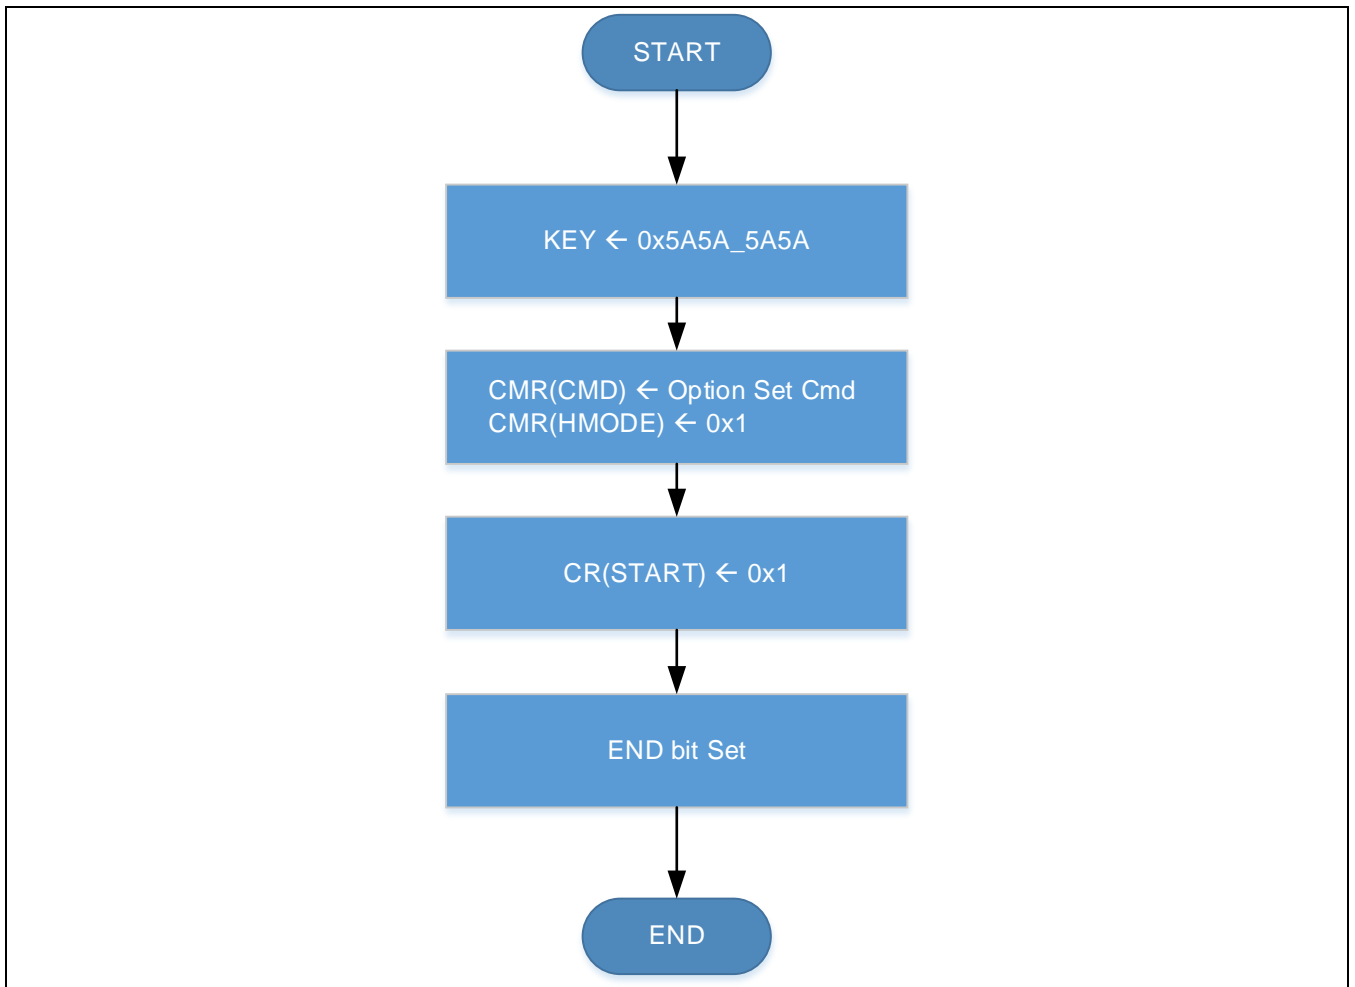 START
KEY ← 0x5A5A_5A5A
CMR(CMD) ← Option Set Cmd
CMR(HMODE) ← 0x1
CR(START) ← 0x1
END bit Set
END